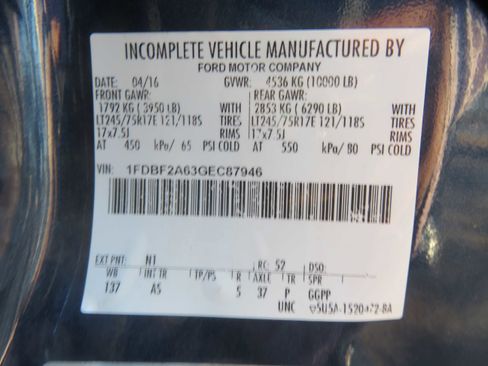 INCOMPLETE VEHICLE MANUFACTURED BY
FORD MOTOR COMPANY
DATE: 04/16 GVWR: 4536 KG (10000 LB)
FRONT GAWR: REAR GAWR:
1792 KG ( 3950 LB) WITH 2853 KG ( 6290 LB) WITH
LT245/75R17E 121/118S TIRES LT245/75R17E 121/118S TIRES
17x7.5J RIMS 17x7.5J RIMS
AT 450 kPa/ 65 PSI COLD AT 550 kPa/ 80 PSI COLD
VIN: 1FDBF2A63GEC87946
EXT PNT: N1 RC: 52 DSO:
WB INT TR TP/PS R AXLE TR SPR
137 AS 5 37 P GGPP
UNC